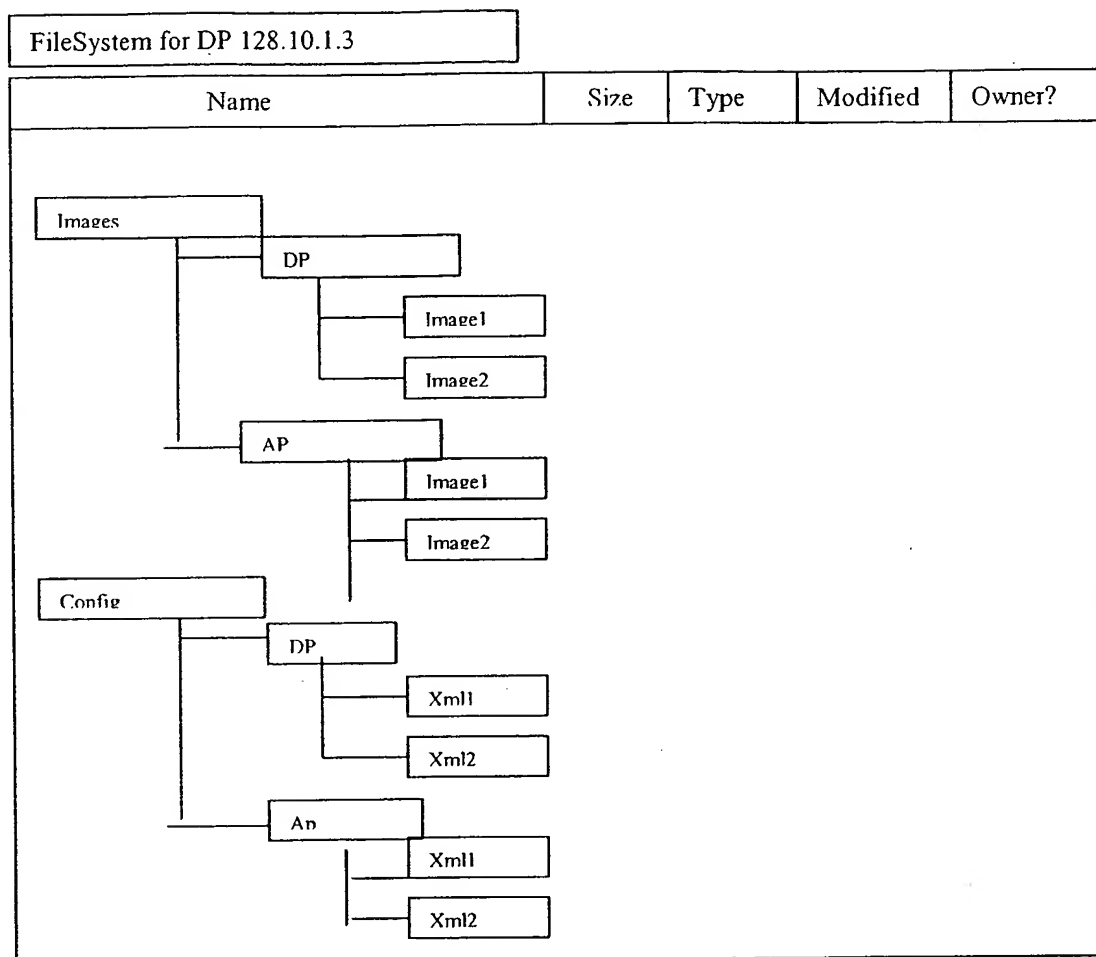 FileSystem for DP 128.10.1.3
Name Size Type Modified Owner?
Images
DP
Image1
Image2
AP
Image1
Image2
Config
DP
Xml1
Xml2
Ap
Xml1
Xml2